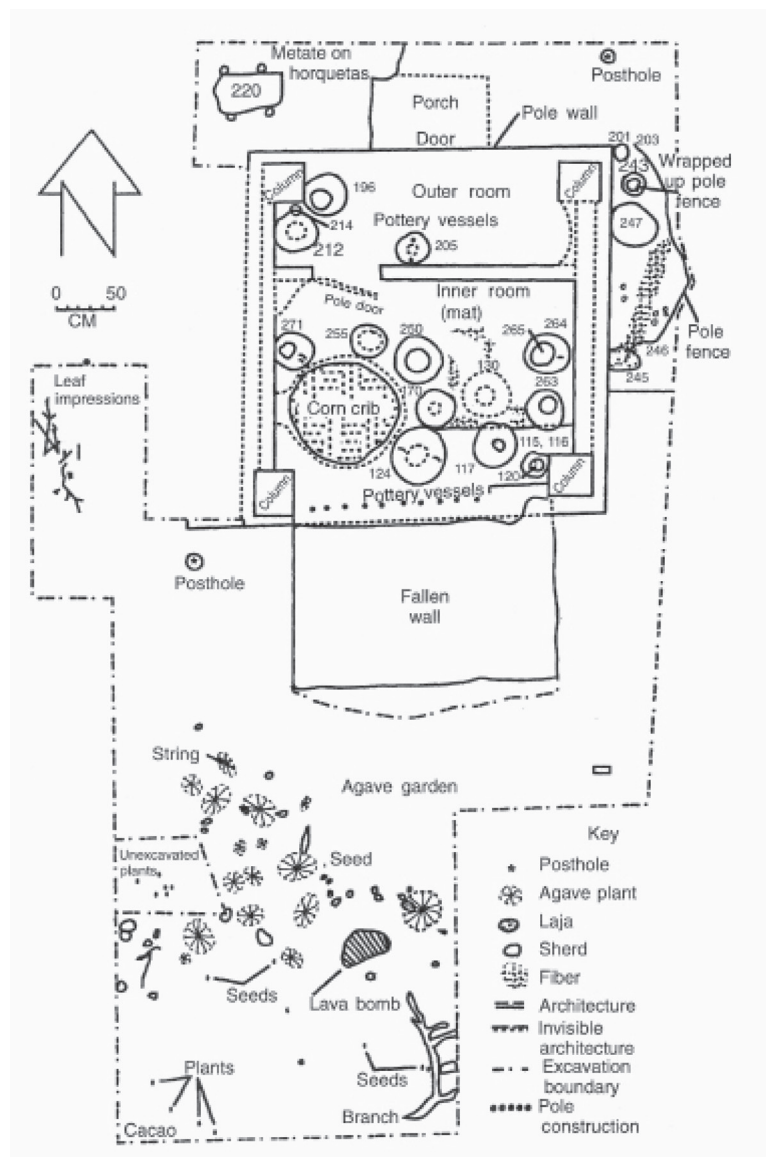 Metate on
horquetas
220
Posthole
Porch
Door
Pole wall
201 203
243
Wrapped
up pole
fence
Column
196
Outer room
Column
214
Pottery vessels
247
212
205
0 50
CM
Pole door
Inner room
(mat)
Pole
fence
271
255
250
265
264
246
245
130
Leaf
impressions
Corn crib
170
263
115, 116
124
117
120
Column
Pottery vessels
Column
Posthole
Fallen
wall
String
Agave garden
Key
Unexcavated
plants
Seed
Posthole
Agave plant
Laja
Sherd
Fiber
Seeds
Lava bomb
Architecture
Invisible
architecture
Excavation
boundary
Plants
Seeds
Pole
construction
Branch
Cacao